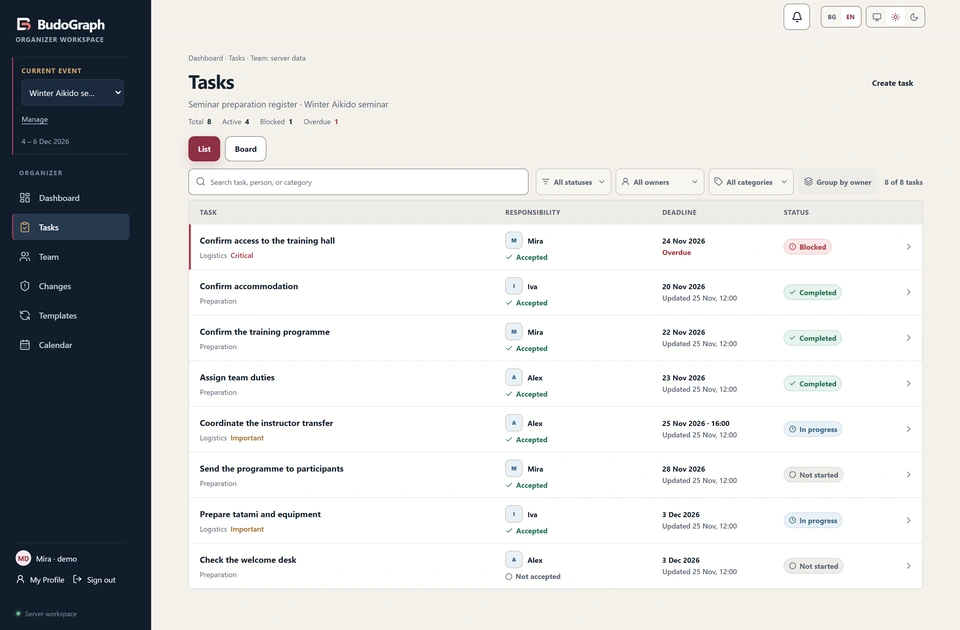 BudoGraph
ORGANIZER WORKSPACE
CURRENT EVENT
Winter Aikido se...
Manage
4 – 6 Dec 2026
ORGANIZER
Dashboard
Tasks
Team
Changes
Templates
Calendar
MD Mira · demo
My Profile Sign out
Server workspace
BG EN
Dashboard · Tasks · Team: server data
Tasks
Create task
Seminar preparation register · Winter Aikido seminar
Total 8 Active 4 Blocked 1 Overdue 1
List Board
Search task, person, or category All statuses All owners All categories Group by owner 8 of 8 tasks
TASK RESPONSIBILITY DEADLINE STATUS
Confirm access to the training hall M Mira 24 Nov 2026 Blocked
Logistics Critical Accepted Overdue
Confirm accommodation I Iva 20 Nov 2026 Completed
Preparation Accepted Updated 25 Nov, 12:00
Confirm the training programme M Mira 22 Nov 2026 Completed
Preparation Accepted Updated 25 Nov, 12:00
Assign team duties A Alex 23 Nov 2026 Completed
Preparation Accepted Updated 25 Nov, 12:00
Coordinate the instructor transfer A Alex 25 Nov 2026 · 16:00 In progress
Logistics Important Accepted Updated 25 Nov, 12:00
Send the programme to participants M Mira 28 Nov 2026 Not started
Preparation Accepted Updated 25 Nov, 12:00
Prepare tatami and equipment I Iva 3 Dec 2026 In progress
Logistics Important Accepted Updated 25 Nov, 12:00
Check the welcome desk A Alex 3 Dec 2026 Not started
Preparation Not accepted Updated 25 Nov, 12:00